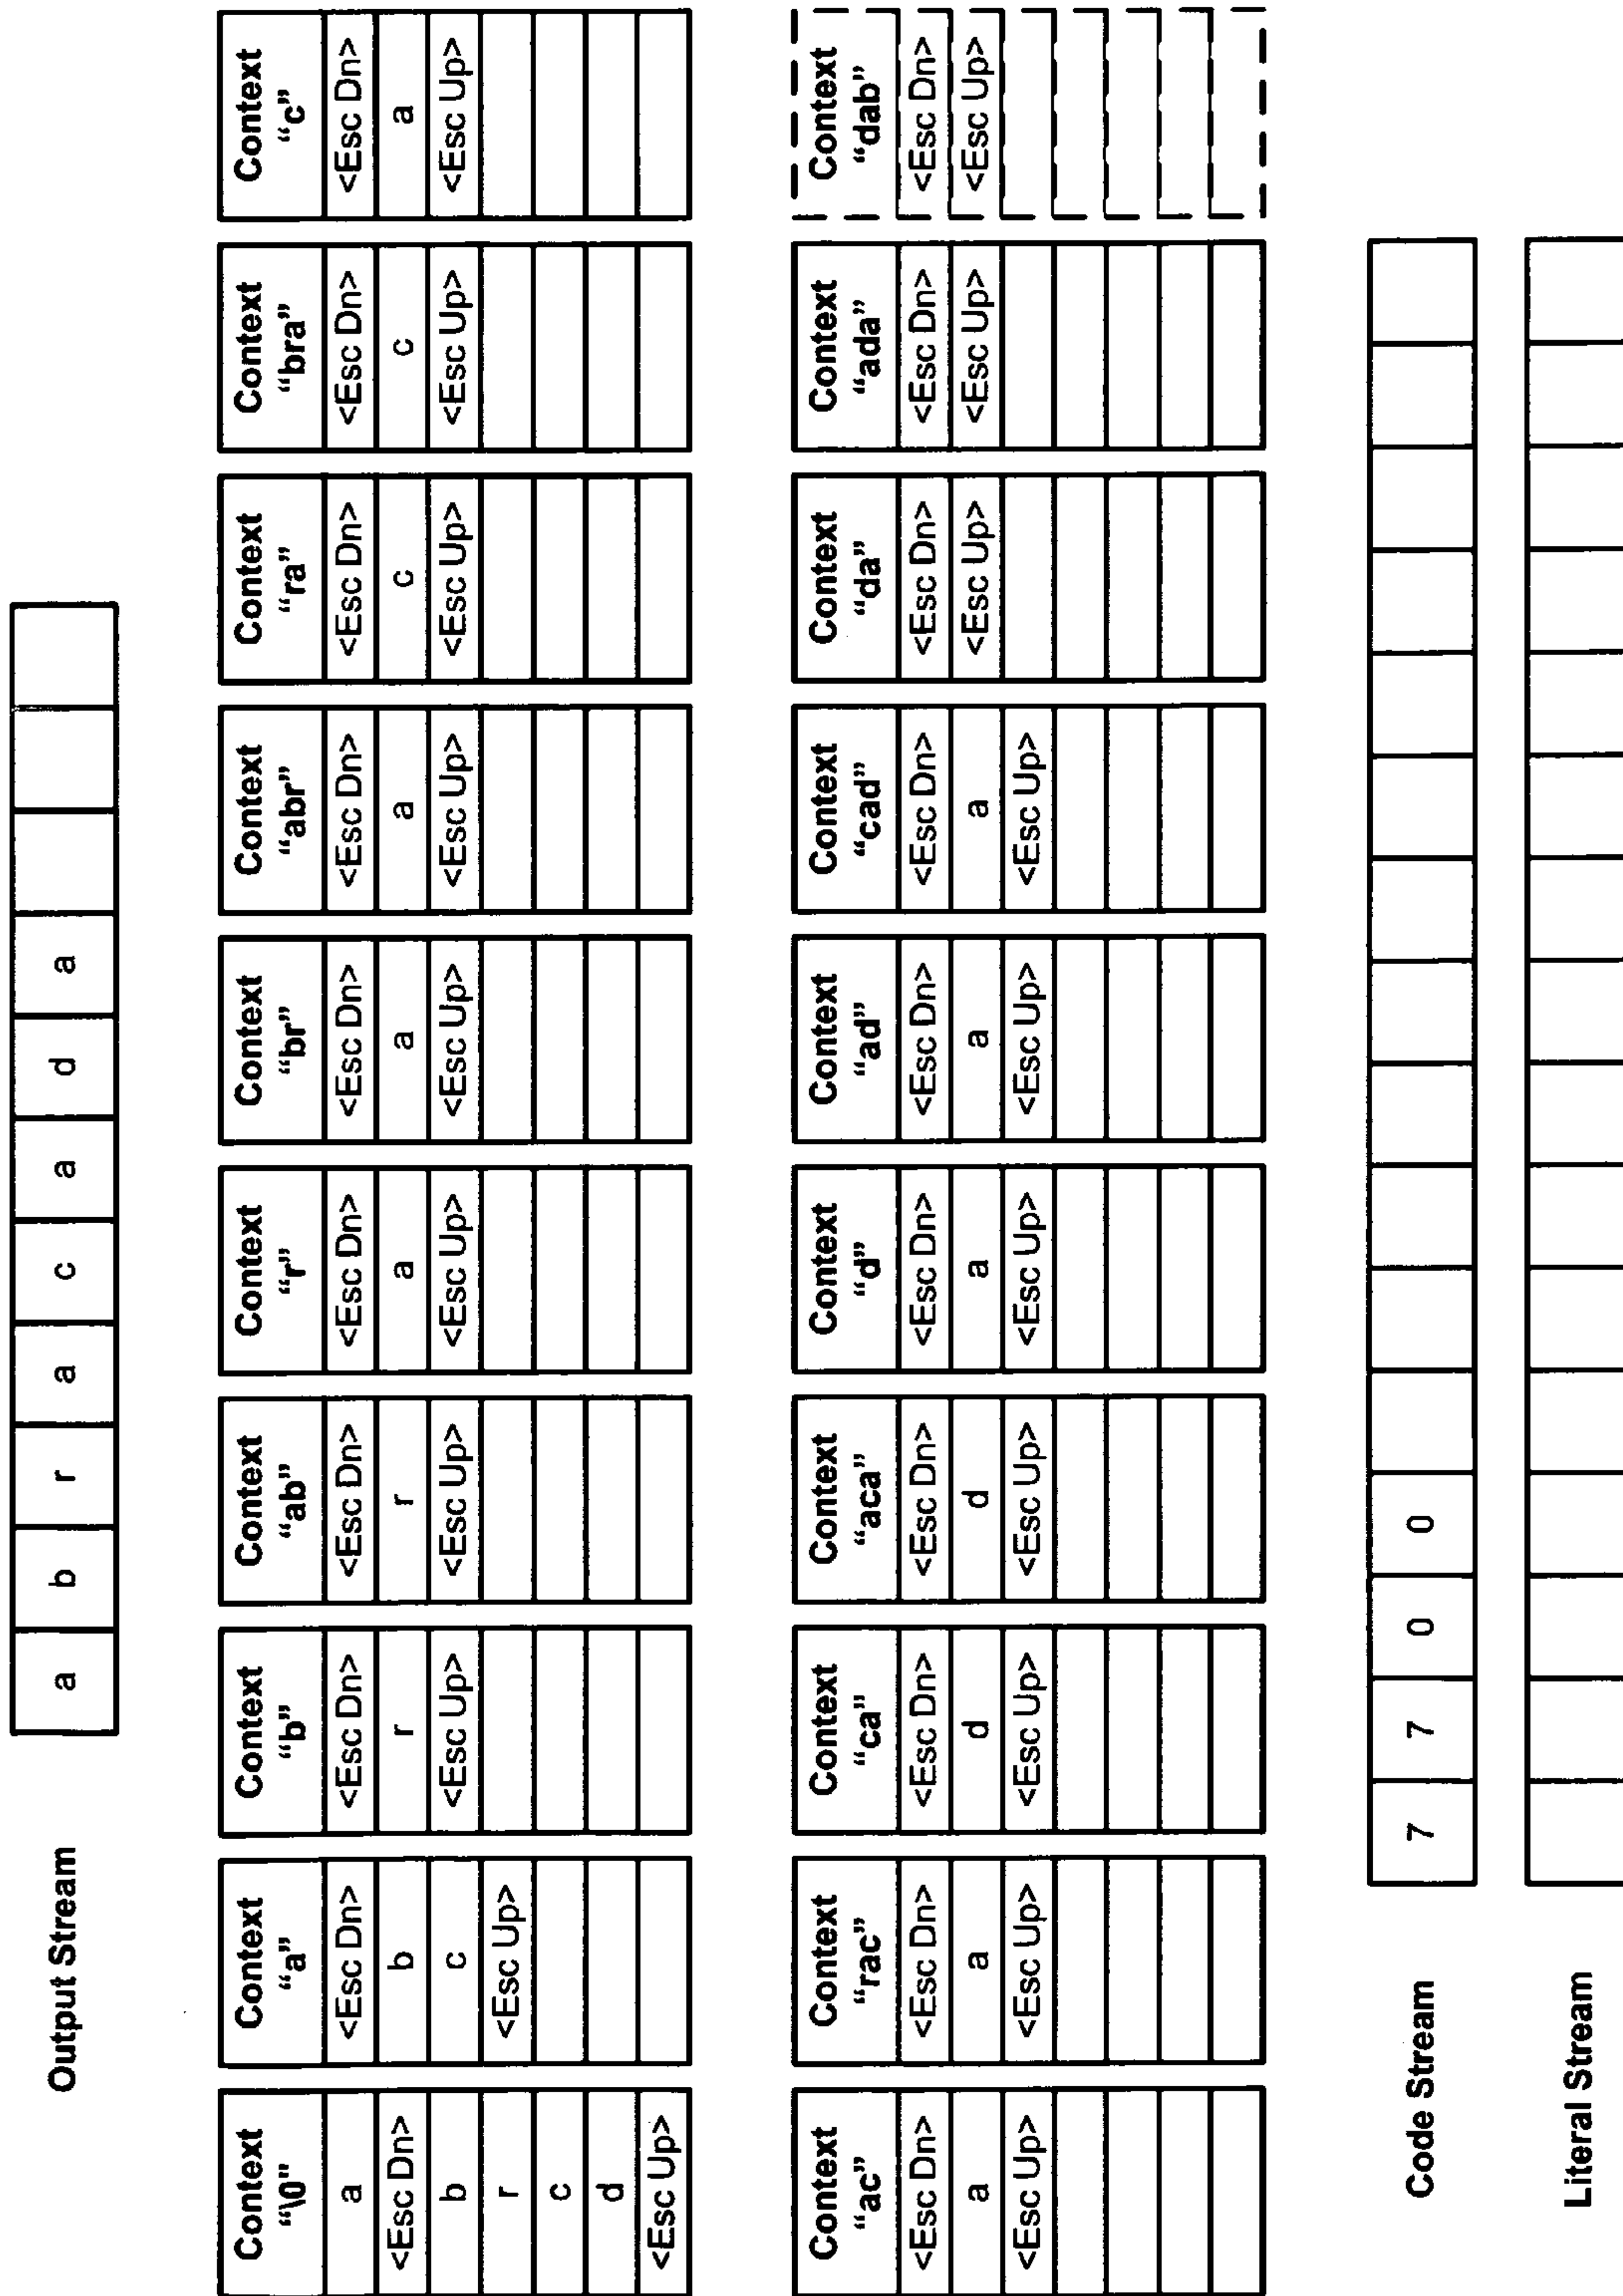 Output Stream a b r a c a d a
Context
“\0”
a
<Esc Dn>
b
r
c
d
<Esc Up>
Context
“a”
<Esc Dn>
b
c
<Esc Up>
Context
“b”
<Esc Dn>
r
<Esc Up>
Context
“ab”
<Esc Dn>
r
<Esc Up>
Context
“r”
<Esc Dn>
a
<Esc Up>
Context
“br”
<Esc Dn>
a
<Esc Up>
Context
“abr”
<Esc Dn>
a
<Esc Up>
Context
“ra”
<Esc Dn>
c
<Esc Up>
Context
“bra”
<Esc Dn>
c
<Esc Up>
Context
“c”
<Esc Dn>
a
<Esc Up>
Context
“ac”
<Esc Dn>
a
<Esc Up>
Context
“rac”
<Esc Dn>
a
<Esc Up>
Context
“ca”
<Esc Dn>
d
<Esc Up>
Context
“aca”
<Esc Dn>
d
<Esc Up>
Context
“d”
<Esc Dn>
a
<Esc Up>
Context
“ad”
<Esc Dn>
a
<Esc Up>
Context
“cad”
<Esc Dn>
a
<Esc Up>
Context
“da”
<Esc Dn>
<Esc Up>
Context
“ada”
<Esc Dn>
<Esc Up>
Context
“dab”
<Esc Dn>
<Esc Up>
Code Stream 7 7 0 0
Literal Stream